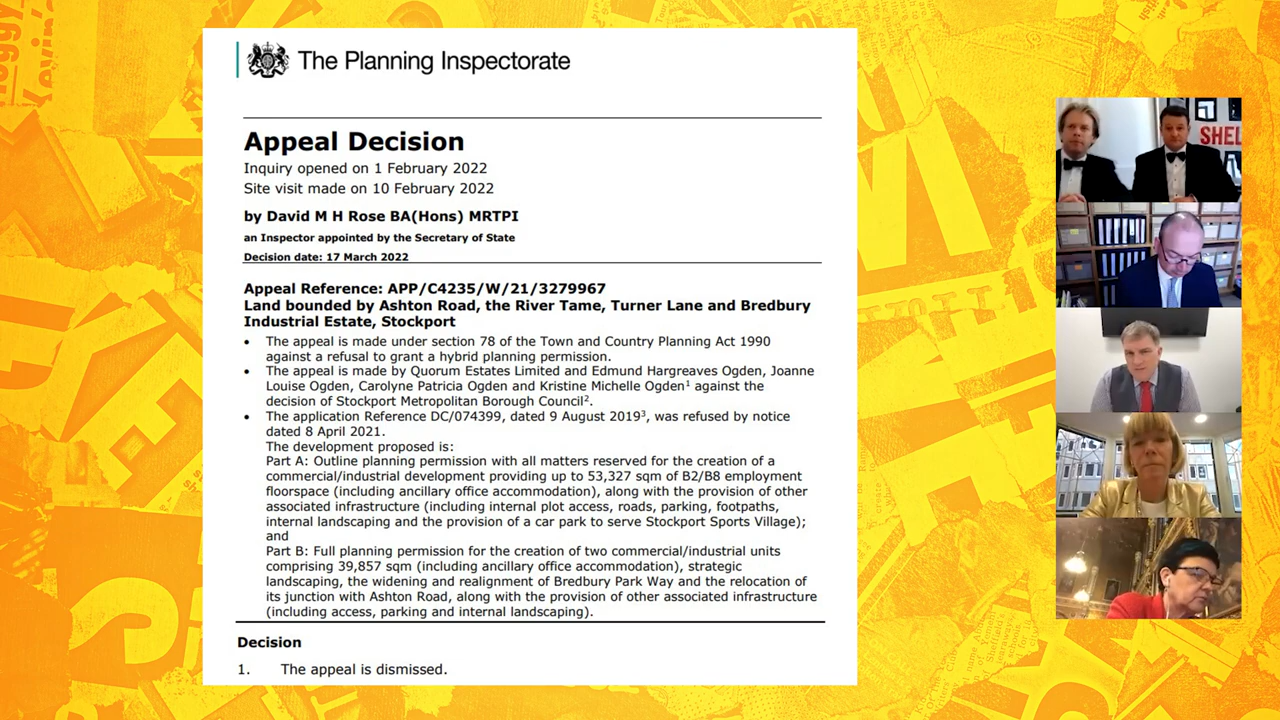 The Planning Inspectorate
Appeal Decision
Inquiry opened on 1 February 2022
Site visit made on 10 February 2022
by David M H Rose BA(Hons) MRTPI
an Inspector appointed by the Secretary of State
Decision date: 17 March 2022
Appeal Reference: APP/C4235/W/21/3279967
Land bounded by Ashton Road, the River Tame, Turner Lane and Bredbury
Industrial Estate, Stockport
• The appeal is made under section 78 of the Town and Country Planning Act 1990
against a refusal to grant a hybrid planning permission.
• The appeal is made by Quorum Estates Limited and Edmund Hargreaves Ogden, Joanne
Louise Ogden, Carolyne Patricia Ogden and Kristine Michelle Ogden¹ against the
decision of Stockport Metropolitan Borough Council².
• The application Reference DC/074399, dated 9 August 2019³, was refused by notice
dated 8 April 2021.
The development proposed is:
Part A: Outline planning permission with all matters reserved for the creation of a
commercial/industrial development providing up to 53,327 sqm of B2/B8 employment
floorspace (including ancillary office accommodation), along with the provision of other
associated infrastructure (including internal plot access, roads, parking, footpaths,
internal landscaping and the provision of a car park to serve Stockport Sports Village);
and
Part B: Full planning permission for the creation of two commercial/industrial units
comprising 39,857 sqm (including ancillary office accommodation), strategic
landscaping, the widening and realignment of Bredbury Park Way and the relocation of
its junction with Ashton Road, along with the provision of other associated infrastructure
(including access, parking and internal landscaping).
Decision
1. The appeal is dismissed.
SHEL